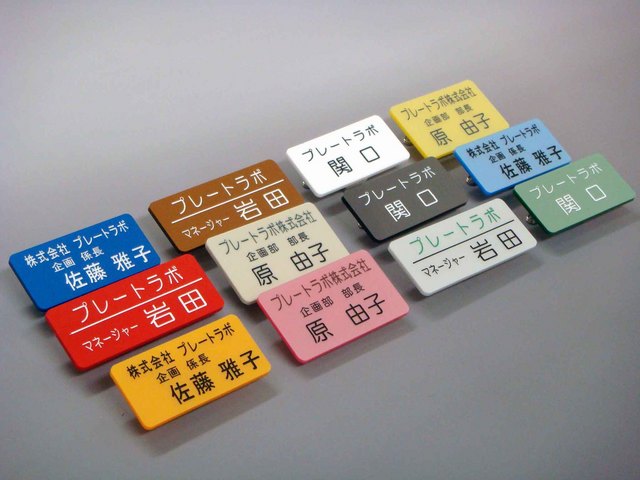 株式会社 プレートラボ
企画 係長
佐藤 雅子
プレートラボ
マネージャー 岩田
株式会社 プレートラボ
企画 係長
佐藤 雅子
プレートラボ
マネージャー 岩田
プレートラボ株式会社
企画部 部長
原 由子
プレートラボ株式会社
企画部 部長
原 由子
プレートラボ
関口
プレートラボ
関口
プレートラボ
マネージャー 岩田
プレートラボ株式会社
企画部 部長
原 由子
株式会社 プレートラボ
企画 係長
佐藤 雅子
プレートラボ
関口